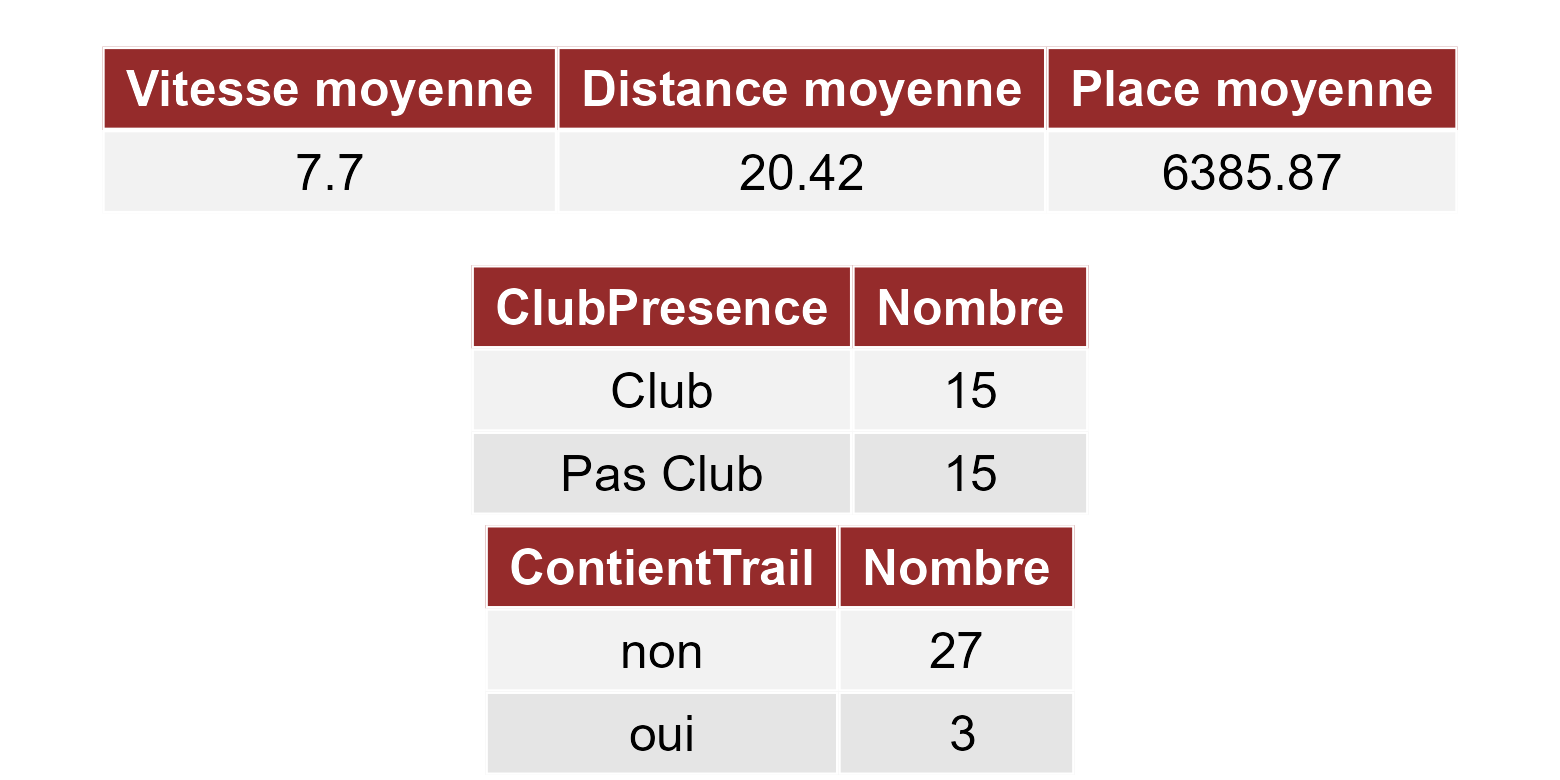 Vitesse moyenne Distance moyenne Place moyenne
7.7 20.42 6385.87
ClubPresence Nombre
Club 15
Pas Club 15
ContientTrail Nombre
non 27
oui 3